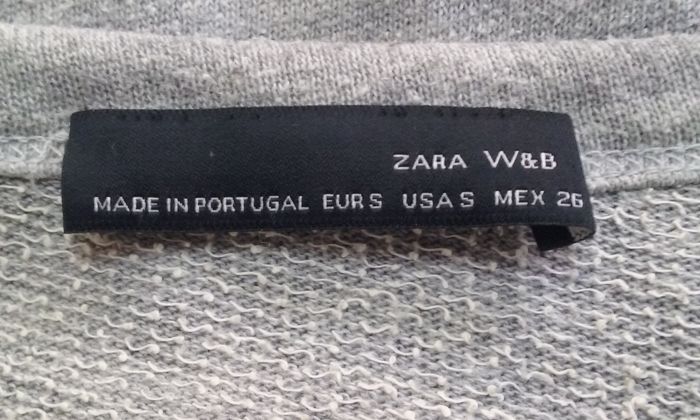 ZARA W&B
MADE IN PORTUGAL EUR S USA S MEX 26